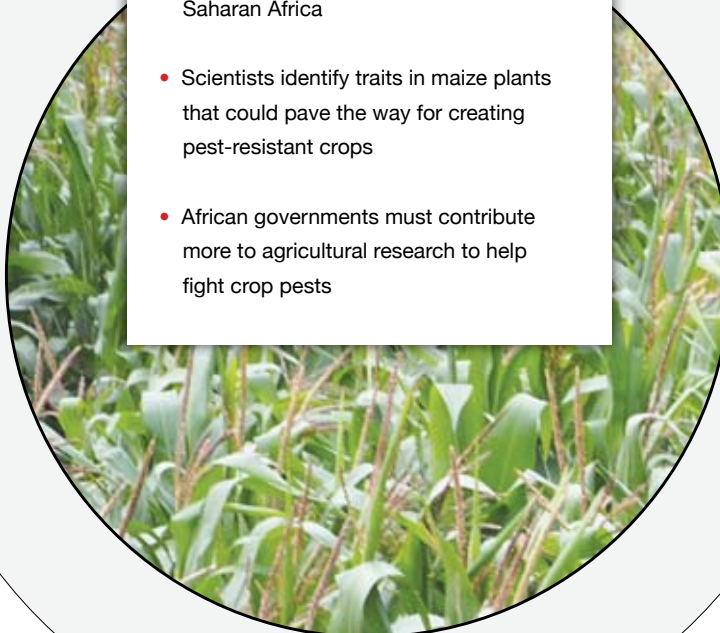 Saharan Africa
• Scientists identify traits in maize plants
that could pave the way for creating
pest-resistant crops
• African governments must contribute
more to agricultural research to help
fight crop pests